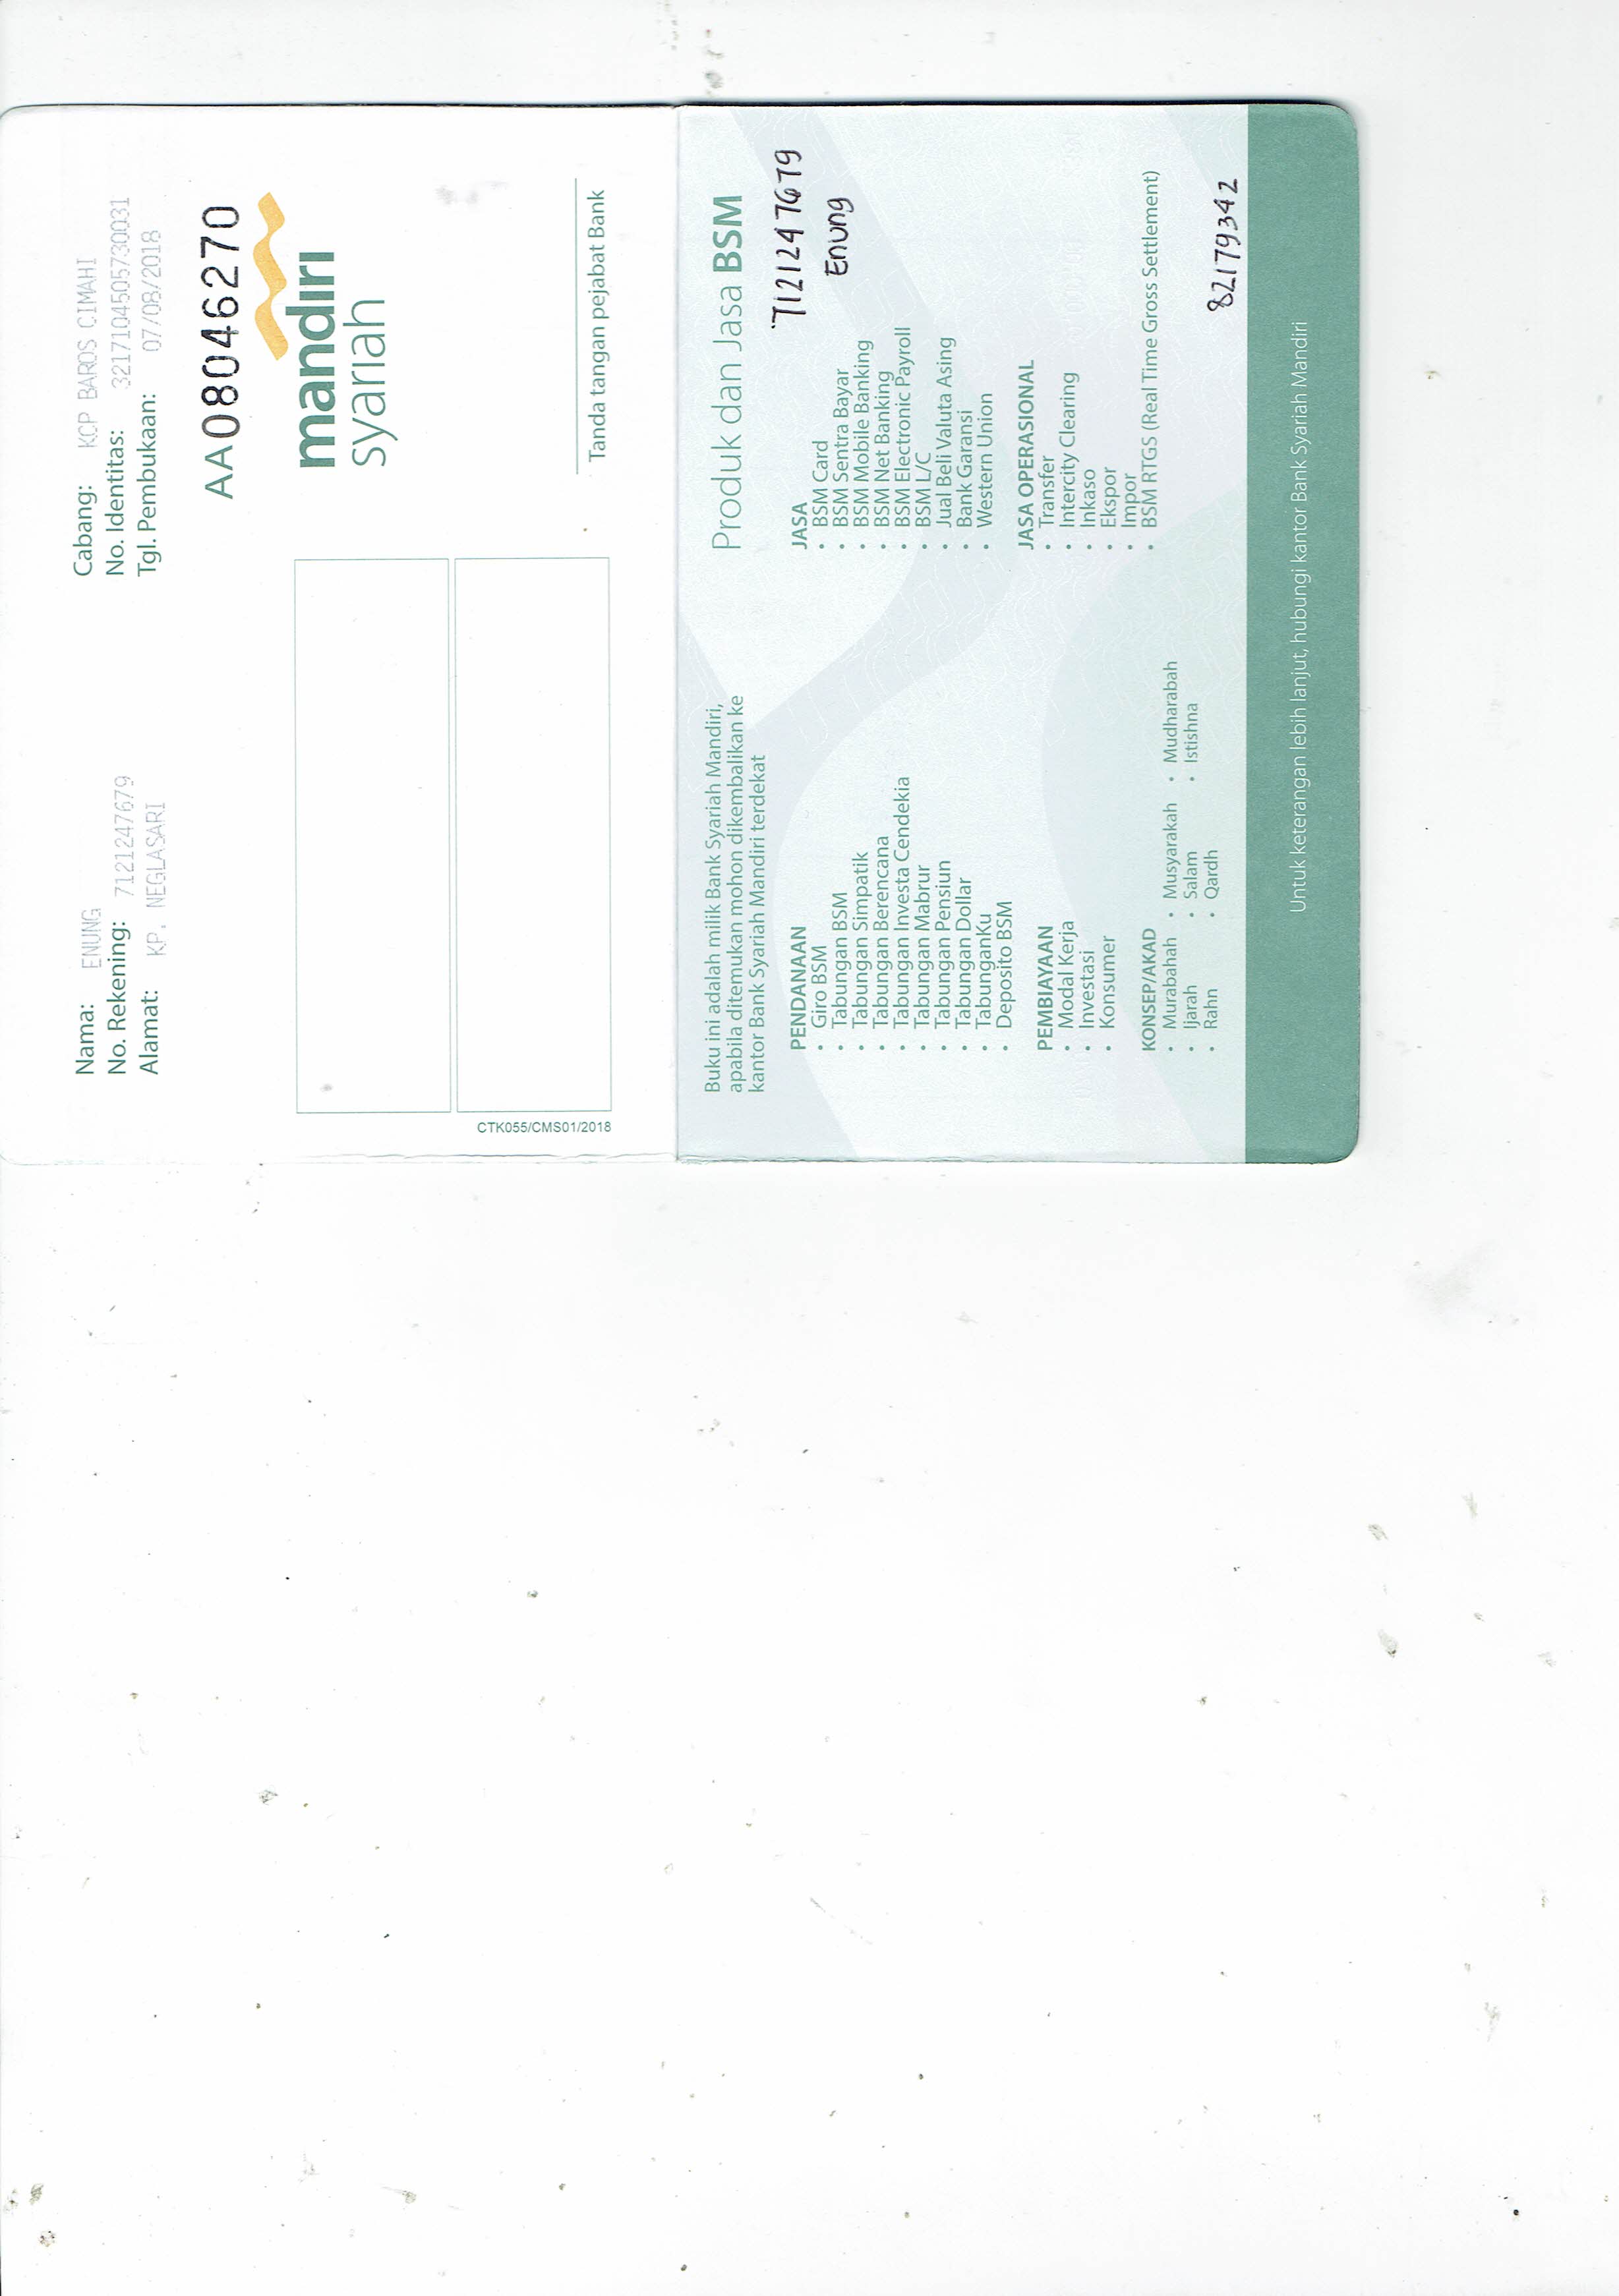 Nama: ENUNG
No. Rekening: 7121247679
Alamat: KP. NEGLASARI
Cabang: KCP BAROS CIMAHI
No. Identitas: 3217104505730031
Tgl. Pembukaan: 07/08/2018
AA08046270
mandiri
syariah
Tanda tangan pejabat Bank
CTK055/CMS01/2018
Buku ini adalah milik Bank Syariah Mandiri,
apabila ditemukan mohon dikembalikan ke
kantor Bank Syariah Mandiri terdekat
PENDANAAN
• Giro BSM
• Tabungan BSM
• Tabungan Simpatik
• Tabungan Berencana
• Tabungan Investa Cendekia
• Tabungan Mabrur
• Tabungan Pensiun
• Tabungan Dollar
• TabunganKu
• Deposito BSM
PEMBIAYAAN
• Modal Kerja
• Investasi
• Konsumer
KONSEP/AKAD
• Murabahah • Musyarakah • Mudharabah
• Ijarah • Salam • Istishna
• Rahn • Qardh
Produk dan Jasa BSM
7121247679
Enung
JASA
• BSM Card
• BSM Sentra Bayar
• BSM Mobile Banking
• BSM Net Banking
• BSM Electronic Payroll
• BSM L/C
• Jual Beli Valuta Asing
• Bank Garansi
• Western Union
JASA OPERASIONAL
• Transfer
• Intercity Clearing
• Inkaso
• Ekspor
• Impor
• BSM RTGS (Real Time Gross Settlement)
82179342
Untuk keterangan lebih lanjut, hubungi kantor Bank Syariah Mandiri